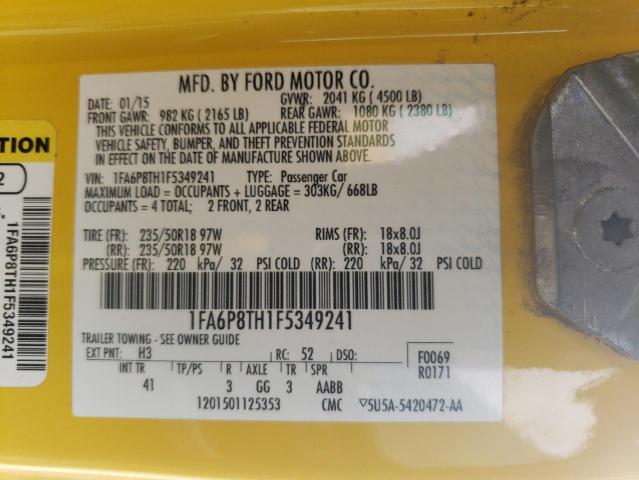 MFD. BY FORD MOTOR CO.
DATE: 01/15 GVWR: 2041 KG ( 4500 LB)
FRONT GAWR: 982 KG ( 2165 LB) REAR GAWR: 1080 KG ( 2380 LB)
THIS VEHICLE CONFORMS TO ALL APPLICABLE FEDERAL MOTOR
VEHICLE SAFETY, BUMPER, AND THEFT PREVENTION STANDARDS
IN EFFECT ON THE DATE OF MANUFACTURE SHOWN ABOVE.
VIN: 1FA6P8TH1F5349241 TYPE: Passenger Car
MAXIMUM LOAD = OCCUPANTS + LUGGAGE = 303KG/ 668LB
OCCUPANTS = 4 TOTAL; 2 FRONT, 2 REAR
TIRE (FR): 235/50R18 97W RIMS (FR): 18x8.0J
(RR): 235/50R18 97W (RR): 18x8.0J
PRESSURE (FR): 220 kPa/ 32 PSI COLD (RR): 220 kPa/ 32 PSI COLD
1FA6P8TH1F5349241
TRAILER TOWING - SEE OWNER GUIDE
EXT PNT: H3 RC: 52 DSO: F0069
INT TR TP/PS R AXLE TR SPR R0171
41 3 GG 3 AABB
1201501125353 CMC ▽5U5A-5420472-AA
TION
2
1FA6P8TH1F5349241